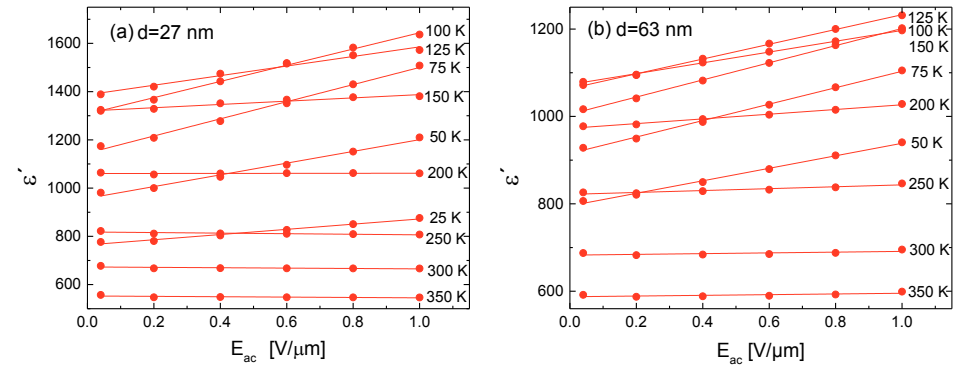 (a) d=27 nm
1600
1400
1200
1000
800
600
ε´
100 K
125 K
75 K
150 K
50 K
200 K
25 K
250 K
300 K
350 K
0.0 0.2 0.4 0.6 0.8 1.0
E_ac [V/μm]
(b) d=63 nm
1200
1000
800
600
ε´
125 K
100 K
150 K
75 K
200 K
50 K
250 K
300 K
350 K
0.0 0.2 0.4 0.6 0.8 1.0
E_ac [V/μm]